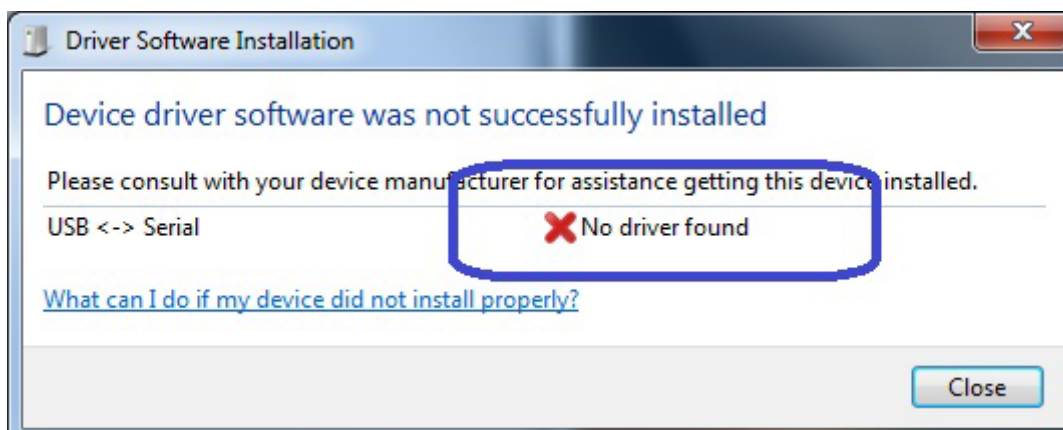 Driver Software Installation
Device driver software was not successfully installed
Please consult with your device manufacturer for assistance getting this device installed.
USB <-> Serial No driver found
What can I do if my device did not install properly?
Close